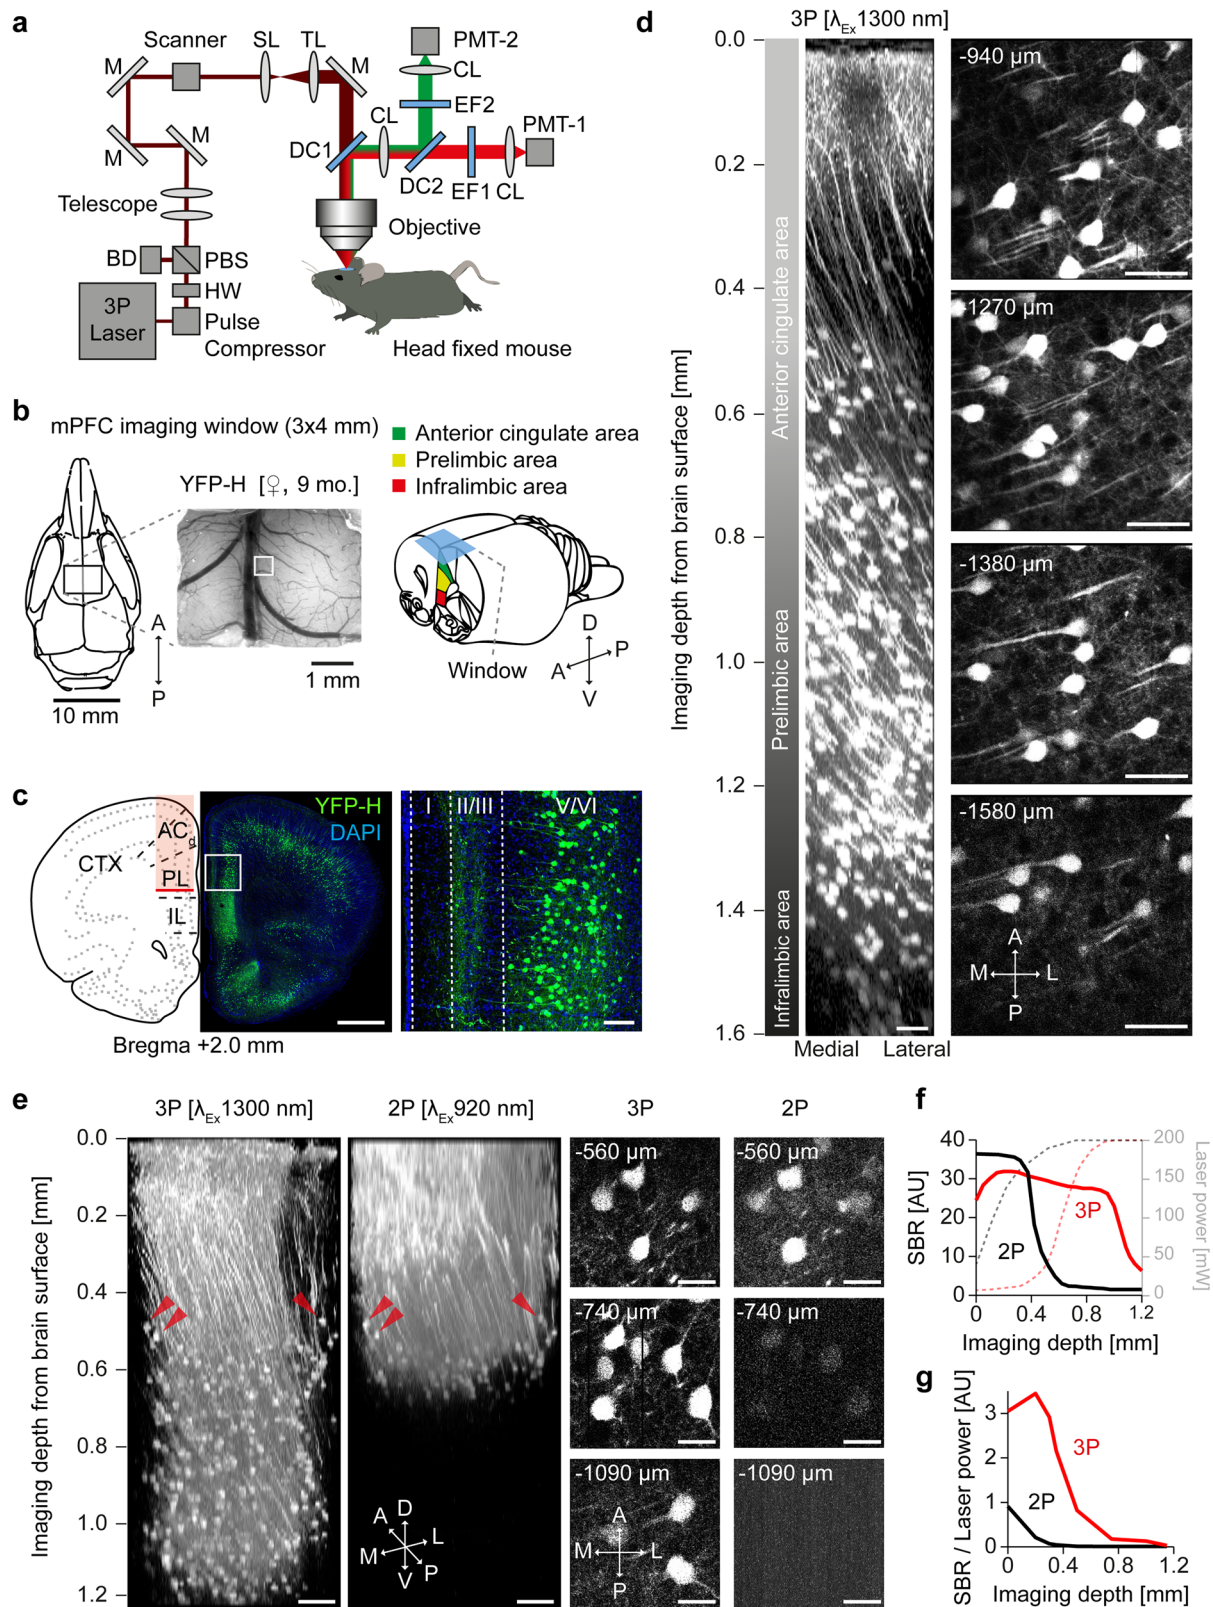 a
Scanner
SL
TL
M
M
PMT-2
CL
EF2
CL
PMT-1
DC1
DC2
EF1
CL
M
M
Telescope
Objective
BD
PBS
HW
3P
Laser
Pulse
Compressor
Head fixed mouse
b
mPFC imaging window (3x4 mm)
YFP-H [♀, 9 mo.]
Anterior cingulate area
Prelimbic area
Infralimbic area
A
P
10 mm
1 mm
Window
D
P
A
V
c
CTX
AC
d
PL
IL
Bregma +2.0 mm
YFP-H
DAPI
I
II/III
V/VI
d
3P [λEx1300 nm]
Imaging depth from brain surface [mm]
0.0
0.2
0.4
0.6
0.8
1.0
1.2
1.4
1.6
Anterior cingulate area
Prelimbic area
Infralimbic area
Medial
Lateral
-940 µm
-1270 µm
-1380 µm
-1580 µm
A
M
L
P
e
3P [λEx1300 nm]
2P [λEx920 nm]
3P
2P
Imaging depth from brain surface [mm]
0.0
0.2
0.4
0.6
0.8
1.0
1.2
A
D
L
M
V
P
-560 µm
-560 µm
-740 µm
-740 µm
-1090 µm
-1090 µm
A
M
L
P
f
SBR [AU]
40
30
20
10
0
200
150
100
50
0
Laser power [mW]
3P
2P
0
0.4
0.8
1.2
Imaging depth [mm]
g
SBR / Laser power [AU]
3
2
1
0
3P
2P
0
0.4
0.8
1.2
Imaging depth [mm]